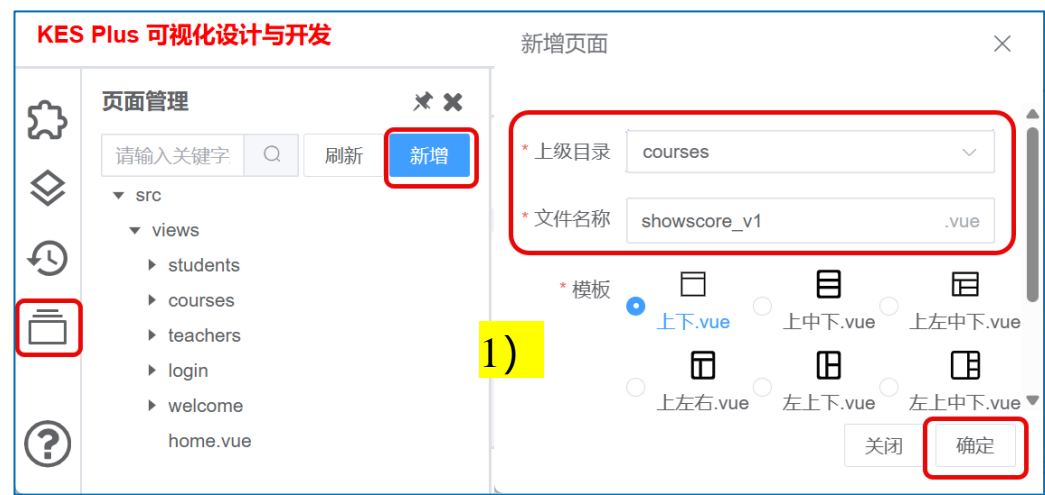 KES Plus 可视化设计与开发
页面管理
请输入关键字
刷新
新增
src
views
students
courses
teachers
login
welcome
home.vue
1)
新增页面
* 上级目录 courses
* 文件名称 showscore_v1 .vue
* 模板
上下.vue 上中下.vue 上左中下.vue
上左右.vue 左上下.vue 左上中下.vue
关闭 确定